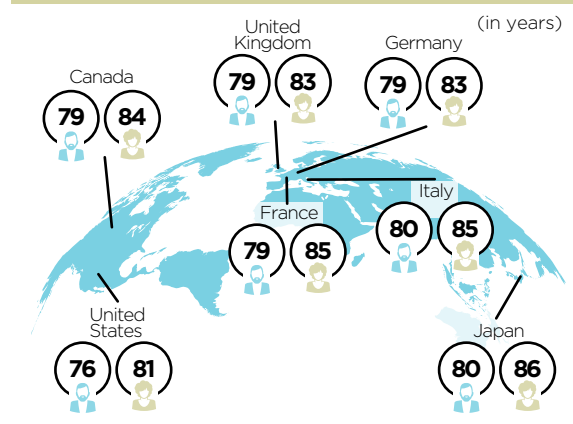 (in years)
United
Kingdom
79 83
Germany
79 83
Canada
79 84
Italy
80 85
France
79 85
United
States
76 81
Japan
80 86